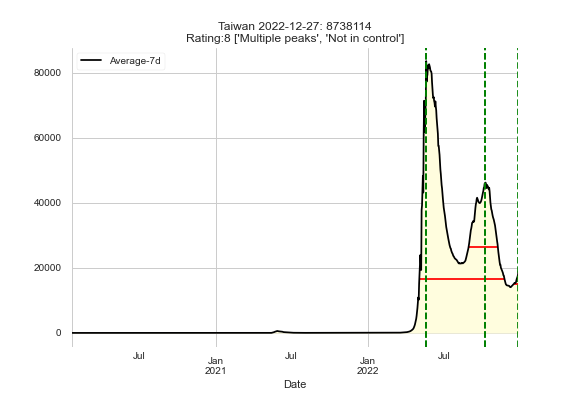 Taiwan 2022-12-27: 8738114
Rating:8 ['Multiple peaks', 'Not in control']
Average-7d
80000
60000
40000
20000
0
Jul
Jan
2021
Jul
Jan
2022
Jul
Date